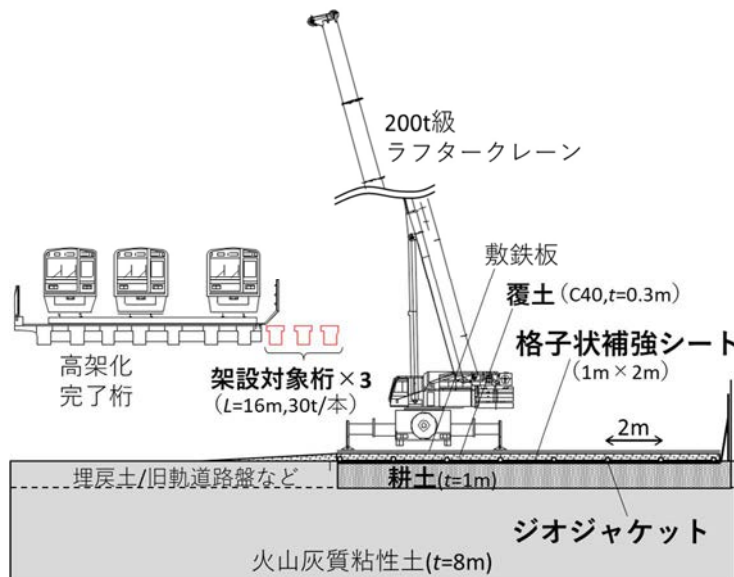 200t級
ラフタークレーン
敷鉄板
覆土(C40,t=0.3m)
格子状補強シート
(1m×2m)
高架化
完了桁
架設対象桁×3
(L=16m,30t/本)
2m
埋戻土/旧軌道路盤など
耕土(t=1m)
ジオジャケット
火山灰質粘性土(t=8m)